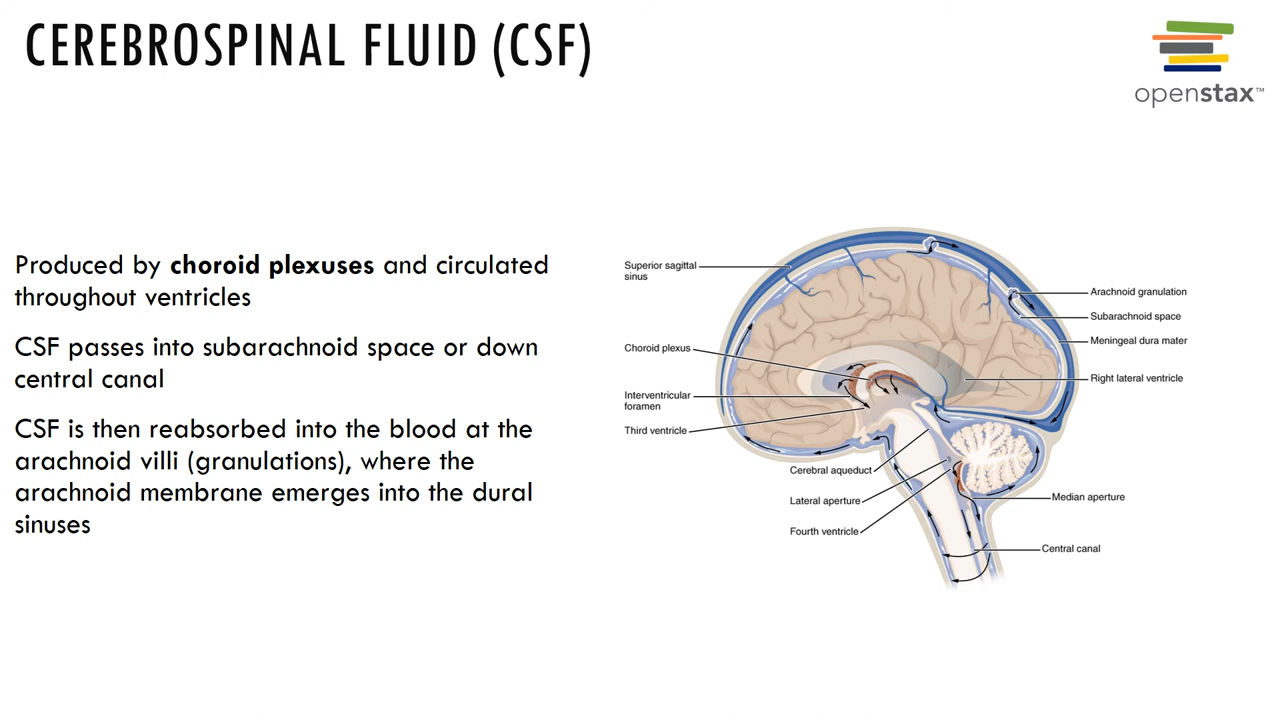 CEREBROSPINAL FLUID (CSF)
openstax™
Produced by choroid plexuses and circulated
throughout ventricles
CSF passes into subarachnoid space or down
central canal
CSF is then reabsorbed into the blood at the
arachnoid villi (granulations), where the
arachnoid membrane emerges into the dural
sinuses
Superior sagittal
sinus
Choroid plexus
Interventricular
foramen
Third ventricle
Cerebral aqueduct
Lateral aperture
Fourth ventricle
Arachnoid granulation
Subarachnoid space
Meningeal dura mater
Right lateral ventricle
Median aperture
Central canal